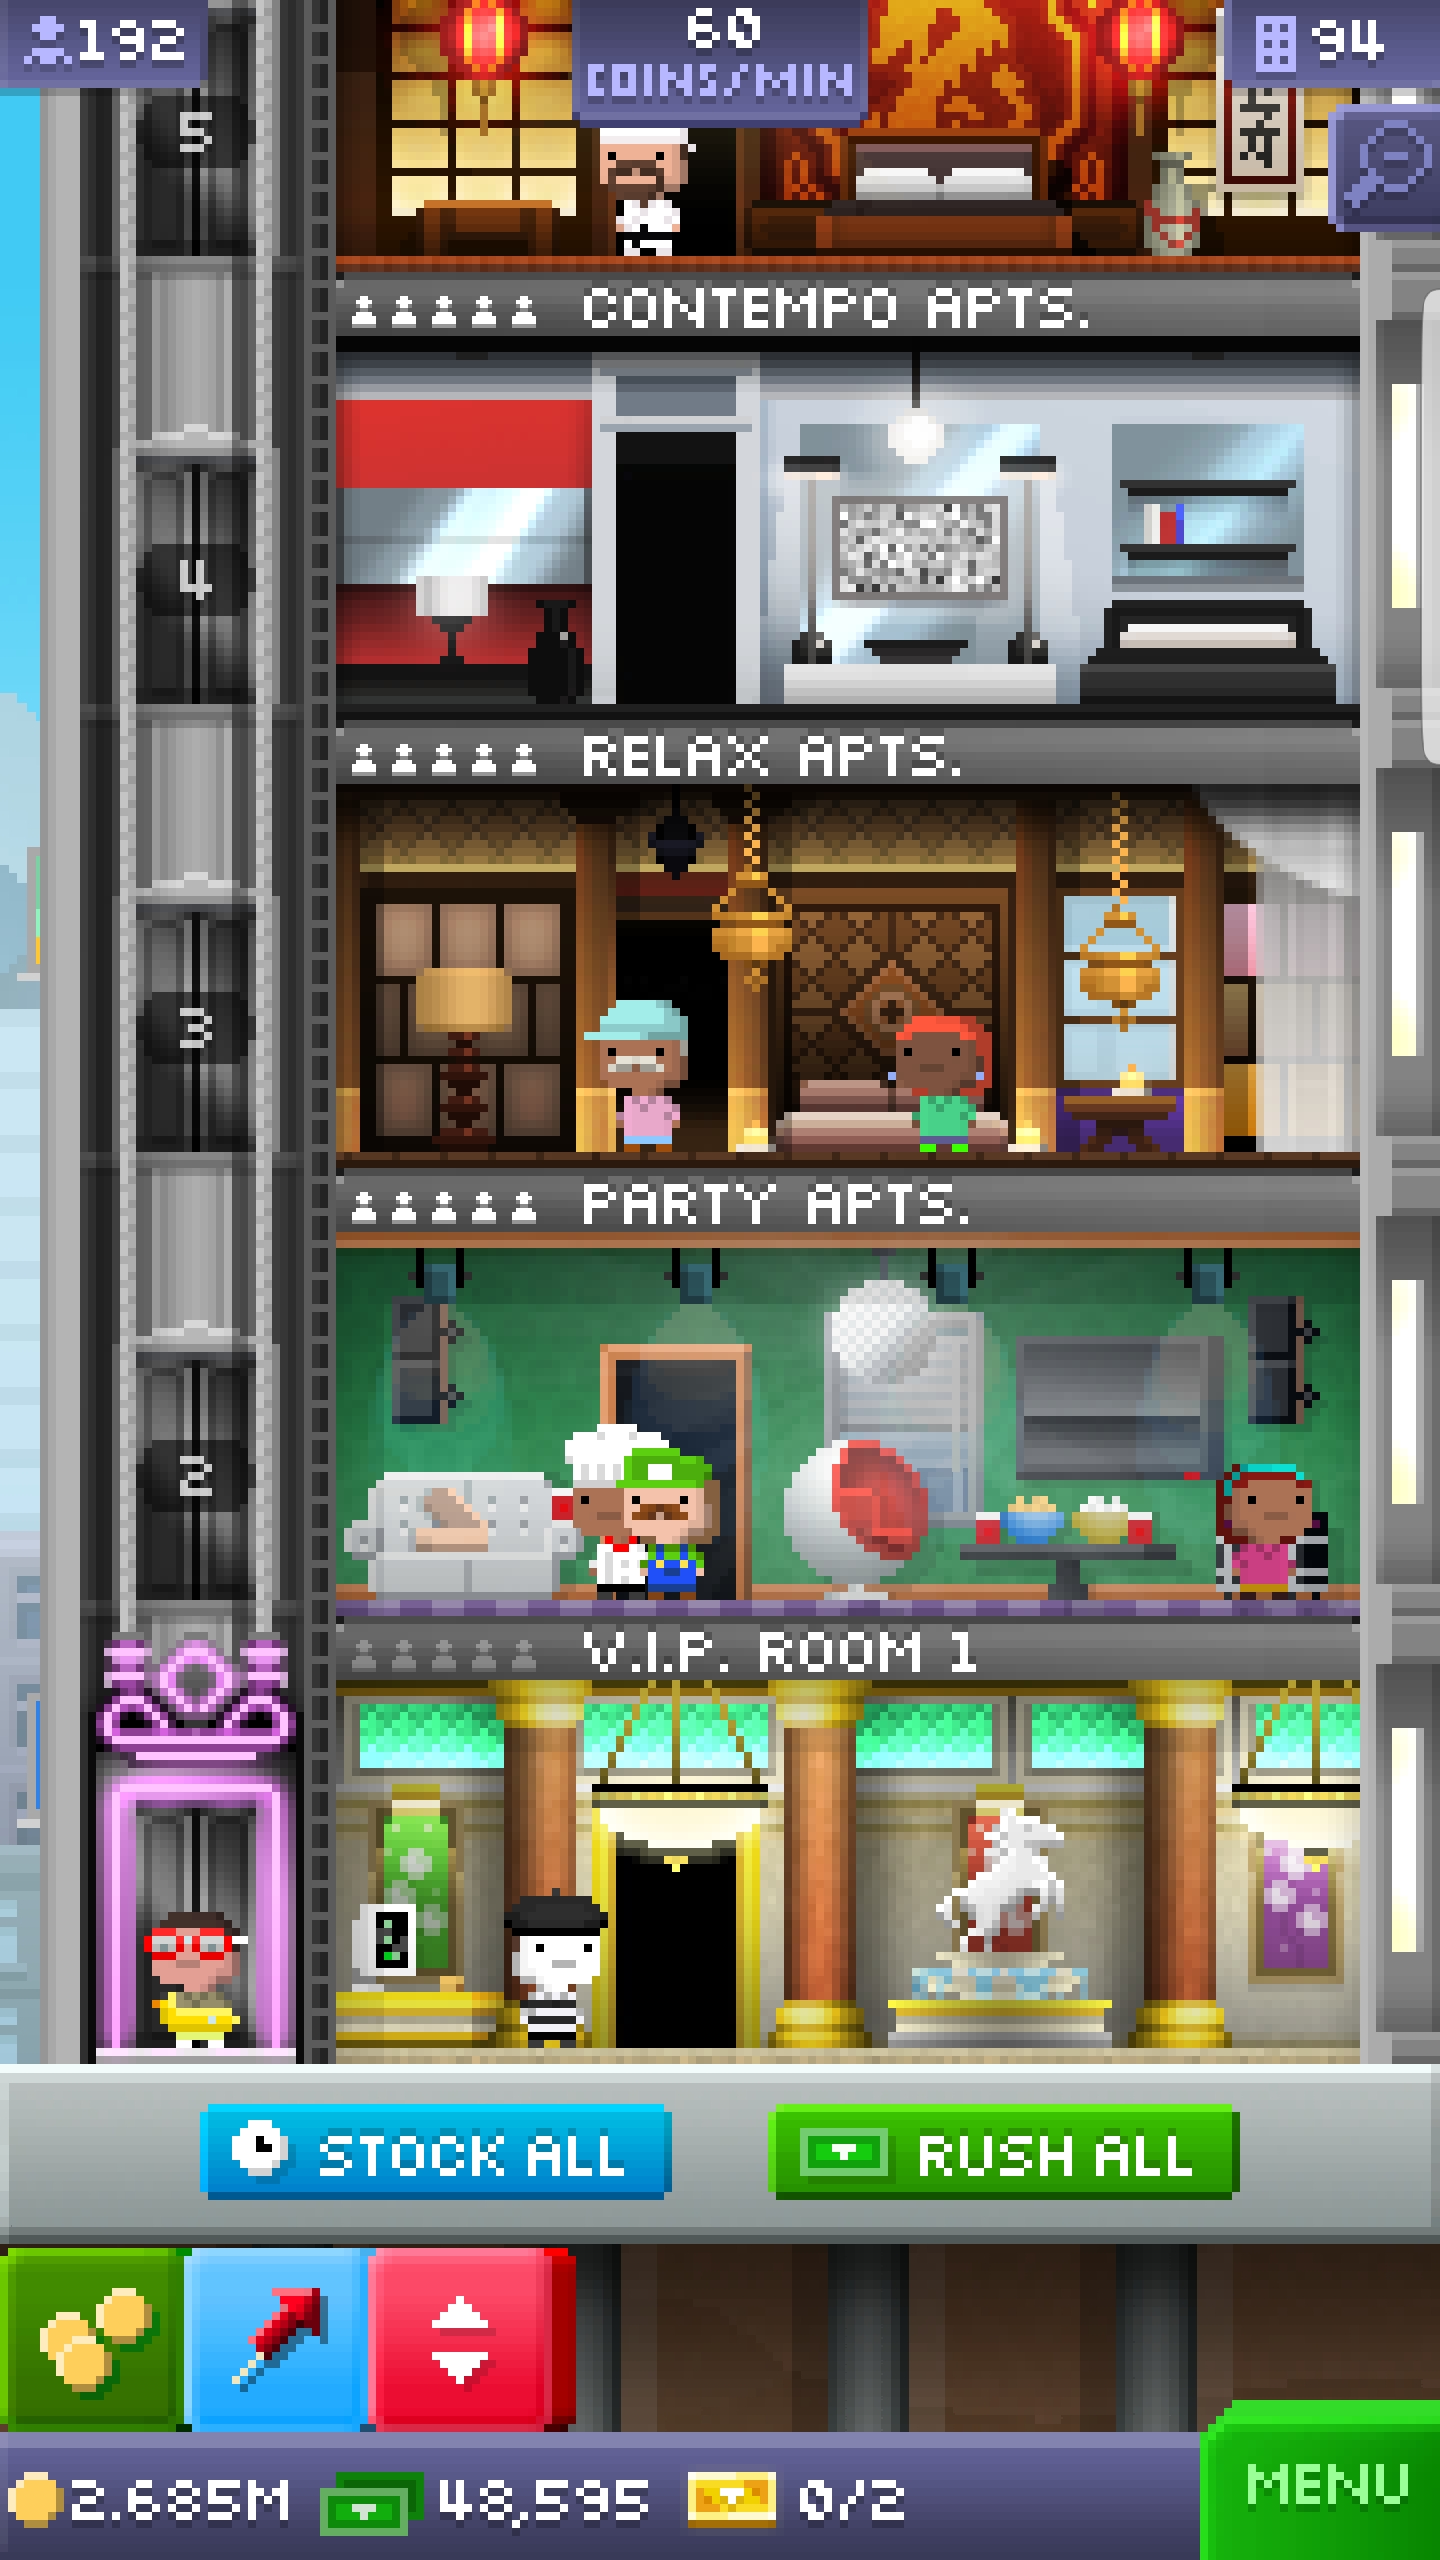 192
60
COINS/MIN
94
5
CONTEMPO APTS.
4
RELAX APTS.
3
PARTY APTS.
2
V.I.P. ROOM 1
STOCK ALL
RUSH ALL
2.685M
48,595
0/2
MENU